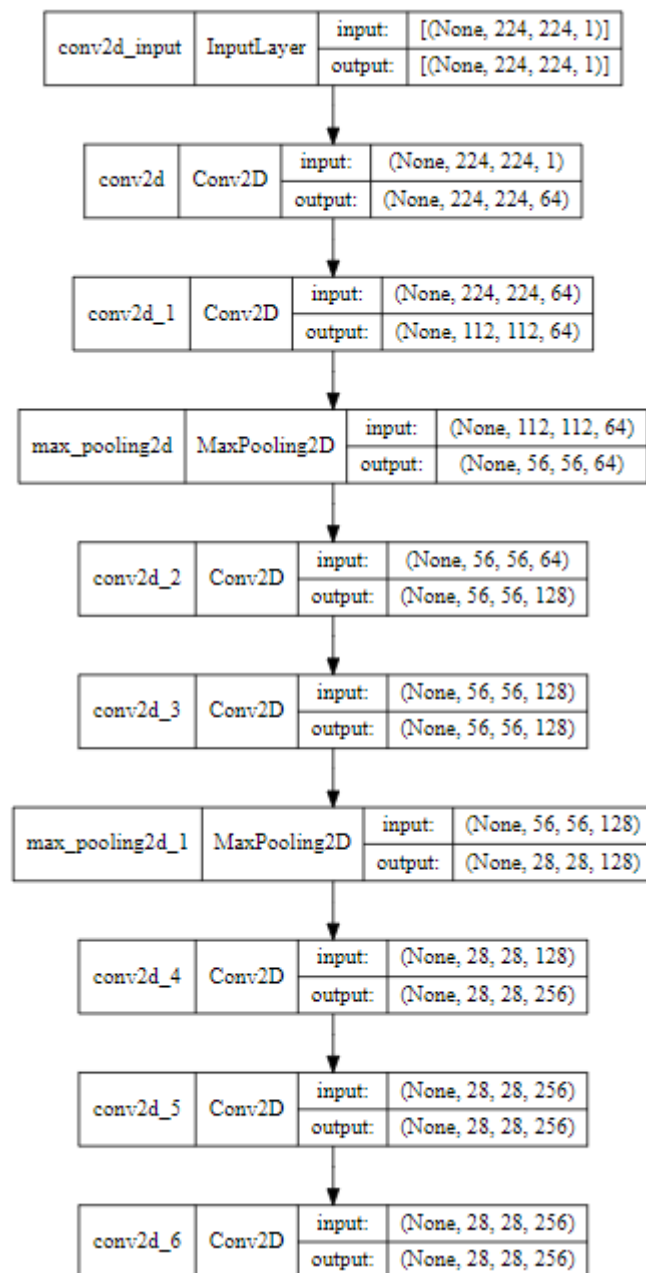 conv2d_input InputLayer input: [(None, 224, 224, 1)]
output: [(None, 224, 224, 1)]
conv2d Conv2D input: (None, 224, 224, 1)
output: (None, 224, 224, 64)
conv2d_1 Conv2D input: (None, 224, 224, 64)
output: (None, 112, 112, 64)
max_pooling2d MaxPooling2D input: (None, 112, 112, 64)
output: (None, 56, 56, 64)
conv2d_2 Conv2D input: (None, 56, 56, 64)
output: (None, 56, 56, 128)
conv2d_3 Conv2D input: (None, 56, 56, 128)
output: (None, 56, 56, 128)
max_pooling2d_1 MaxPooling2D input: (None, 56, 56, 128)
output: (None, 28, 28, 128)
conv2d_4 Conv2D input: (None, 28, 28, 128)
output: (None, 28, 28, 256)
conv2d_5 Conv2D input: (None, 28, 28, 256)
output: (None, 28, 28, 256)
conv2d_6 Conv2D input: (None, 28, 28, 256)
output: (None, 28, 28, 256)